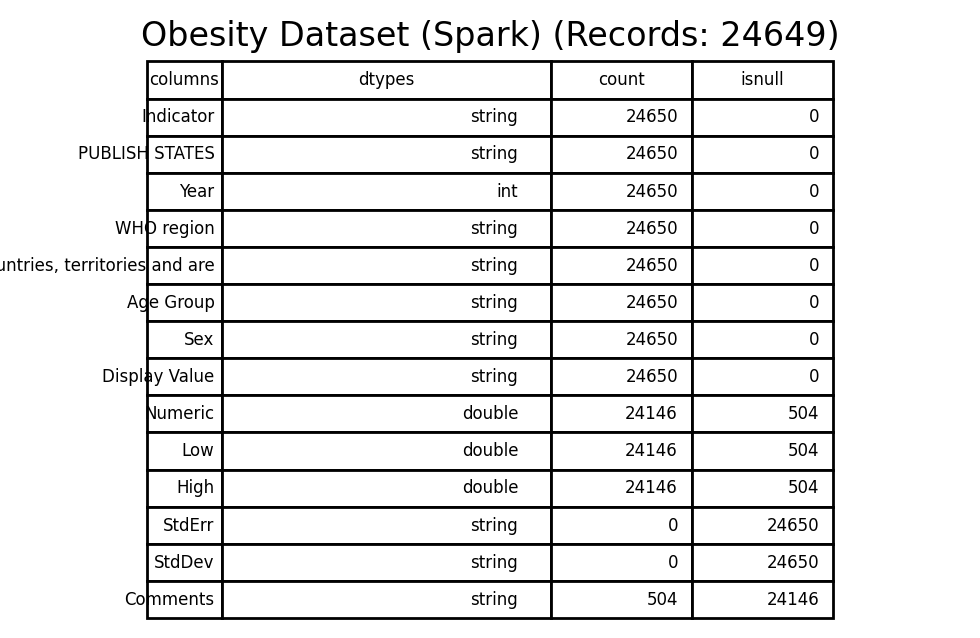 Obesity Dataset (Spark) (Records: 24649)
columns dtypes count isnull
Indicator string 24650 0
PUBLISH STATES string 24650 0
Year int 24650 0
WHO region string 24650 0
untries, territories and are string 24650 0
Age Group string 24650 0
Sex string 24650 0
Display Value string 24650 0
Numeric double 24146 504
Low double 24146 504
High double 24146 504
StdErr string 0 24650
StdDev string 0 24650
Comments string 504 24146